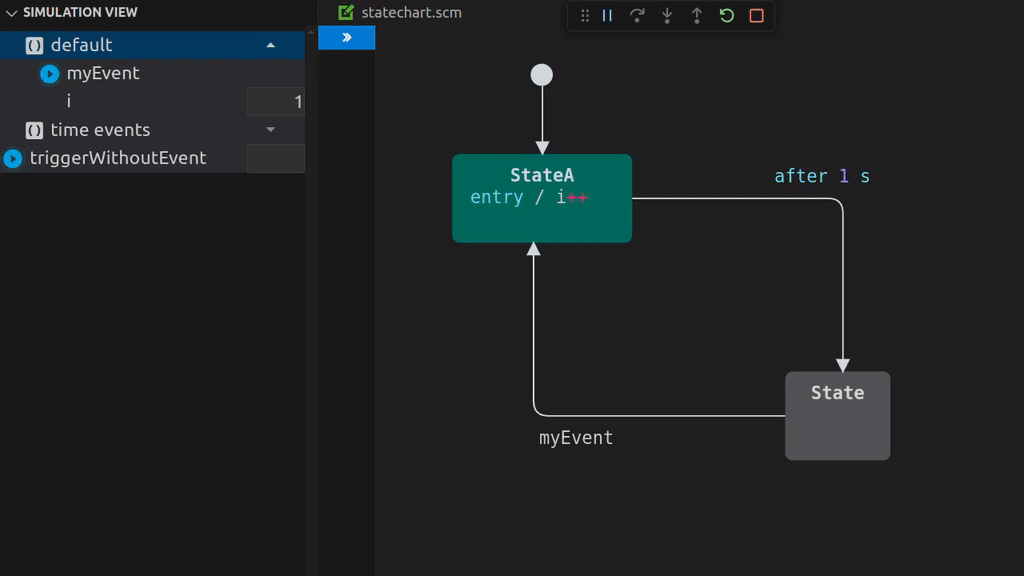 SIMULATION VIEW
default
myEvent
i 1
time events
triggerWithoutEvent
statechart.scm
StateA
entry / i++
after 1 s
State
myEvent